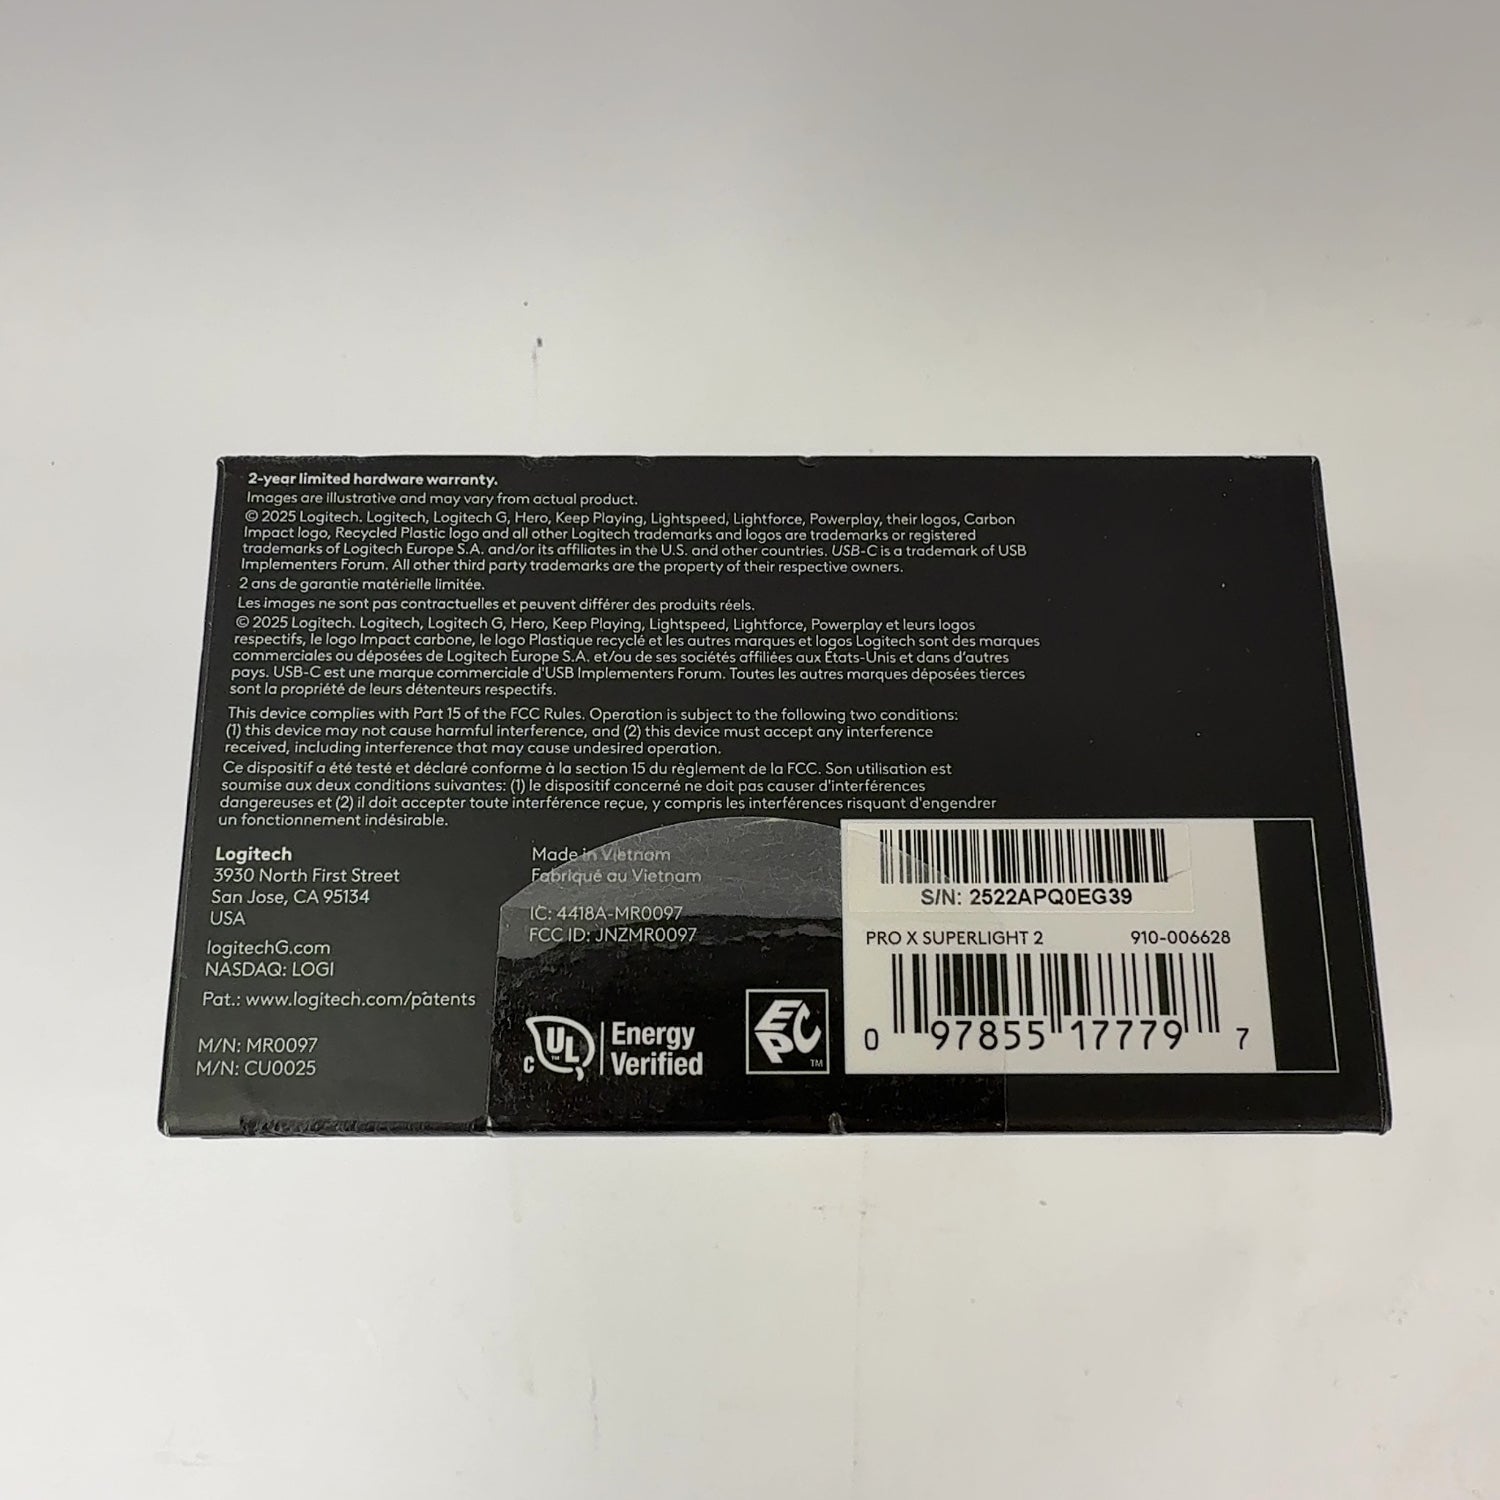 2-year limited hardware warranty.
Images are illustrative and may vary from actual product.
© 2025 Logitech. Logitech, Logitech G, Hero, Keep Playing, Lightspeed, Lightforce, Powerplay, their logos, Carbon
Impact logo, Recycled Plastic logo and all other Logitech trademarks and logos are trademarks or registered
trademarks of Logitech Europe S.A. and/or its affiliates in the U.S. and other countries. USB-C is a trademark of USB
Implementers Forum. All other third party trademarks are the property of their respective owners.
2 ans de garantie matérielle limitée.
Les images ne sont pas contractuelles et peuvent différer des produits réels.
© 2025 Logitech. Logitech, Logitech G, Hero, Keep Playing, Lightspeed, Lightforce, Powerplay et leurs logos
respectifs, le logo Impact carbone, le logo Plastique recyclé et les autres marques et logos Logitech sont des marques
commerciales ou déposées de Logitech Europe S.A. et/ou de ses sociétés affiliées aux États-Unis et dans d'autres
pays. USB-C est une marque commerciale d'USB Implementers Forum. Toutes les autres marques déposées tierces
sont la propriété de leurs détenteurs respectifs.
This device complies with Part 15 of the FCC Rules. Operation is subject to the following two conditions:
(1) this device may not cause harmful interference, and (2) this device must accept any interference
received, including interference that may cause undesired operation.
Ce dispositif a été testé et déclaré conforme à la section 15 du règlement de la FCC. Son utilisation est
soumise aux deux conditions suivantes: (1) le dispositif concerné ne doit pas causer d'interférences
dangereuses et (2) il doit accepter toute interférence reçue, y compris les interférences risquant d'engendrer
un fonctionnement indésirable.
Logitech
3930 North First Street
San Jose, CA 95134
USA
logitechG.com
NASDAQ: LOGI
Pat.: www.logitech.com/patents
M/N: MR0097
M/N: CU0025
Made in Vietnam
Fabriqué au Vietnam
IC: 4418A-MR0097
FCC ID: JNZMR0097
C UL Energy
Verified
EPC TM
S/N: 2522APQ0EG39
PRO X SUPERLIGHT 2 910-006628
0 97855 17779 7